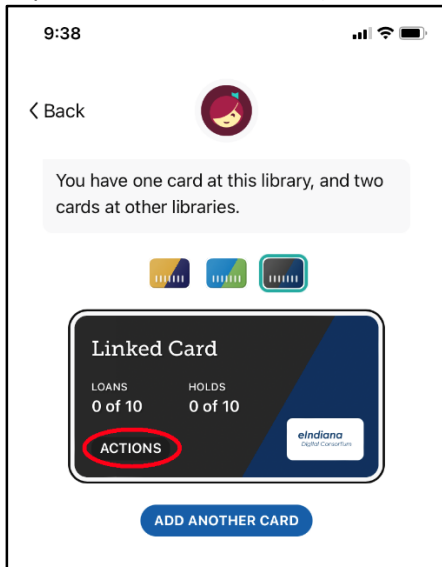 9:38
Back
You have one card at this library, and two
cards at other libraries.
Linked Card
LOANS HOLDS
0 of 10 0 of 10
ACTIONS
eIndiana
Digital Consortium
ADD ANOTHER CARD